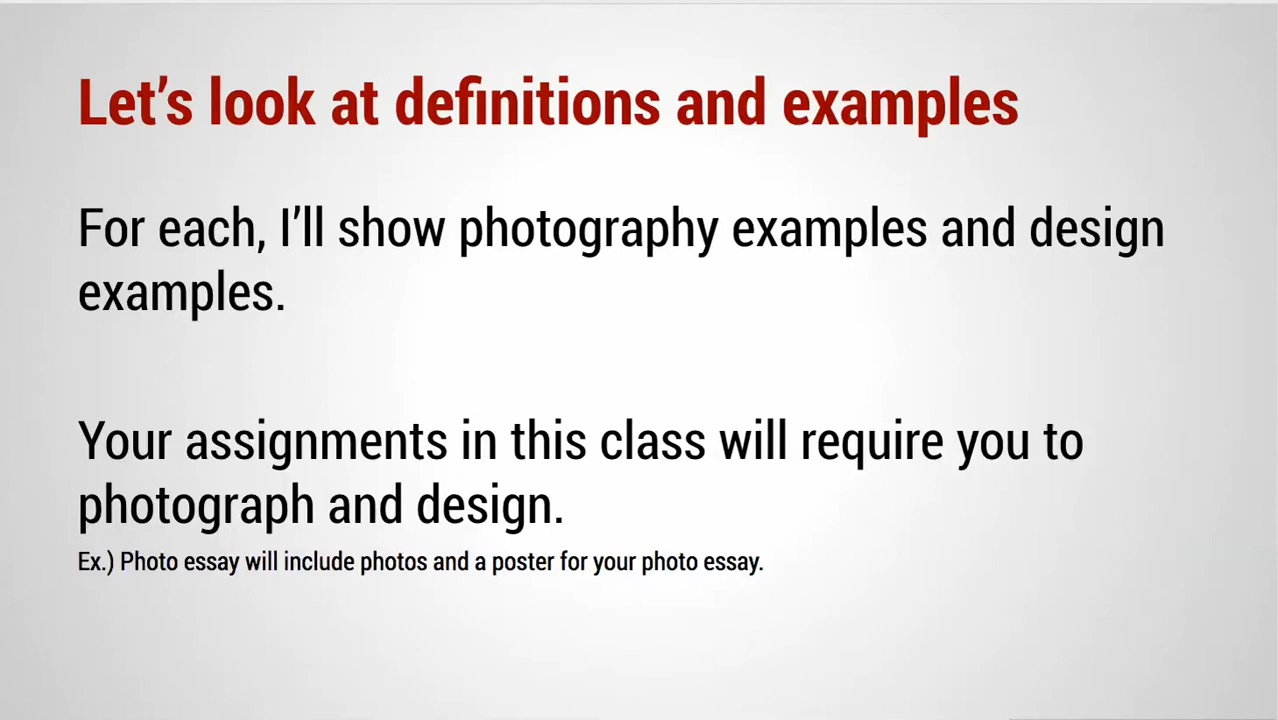 Let’s look at definitions and examples
For each, I’ll show photography examples and design
examples.
Your assignments in this class will require you to
photograph and design.
Ex.) Photo essay will include photos and a poster for your photo essay.